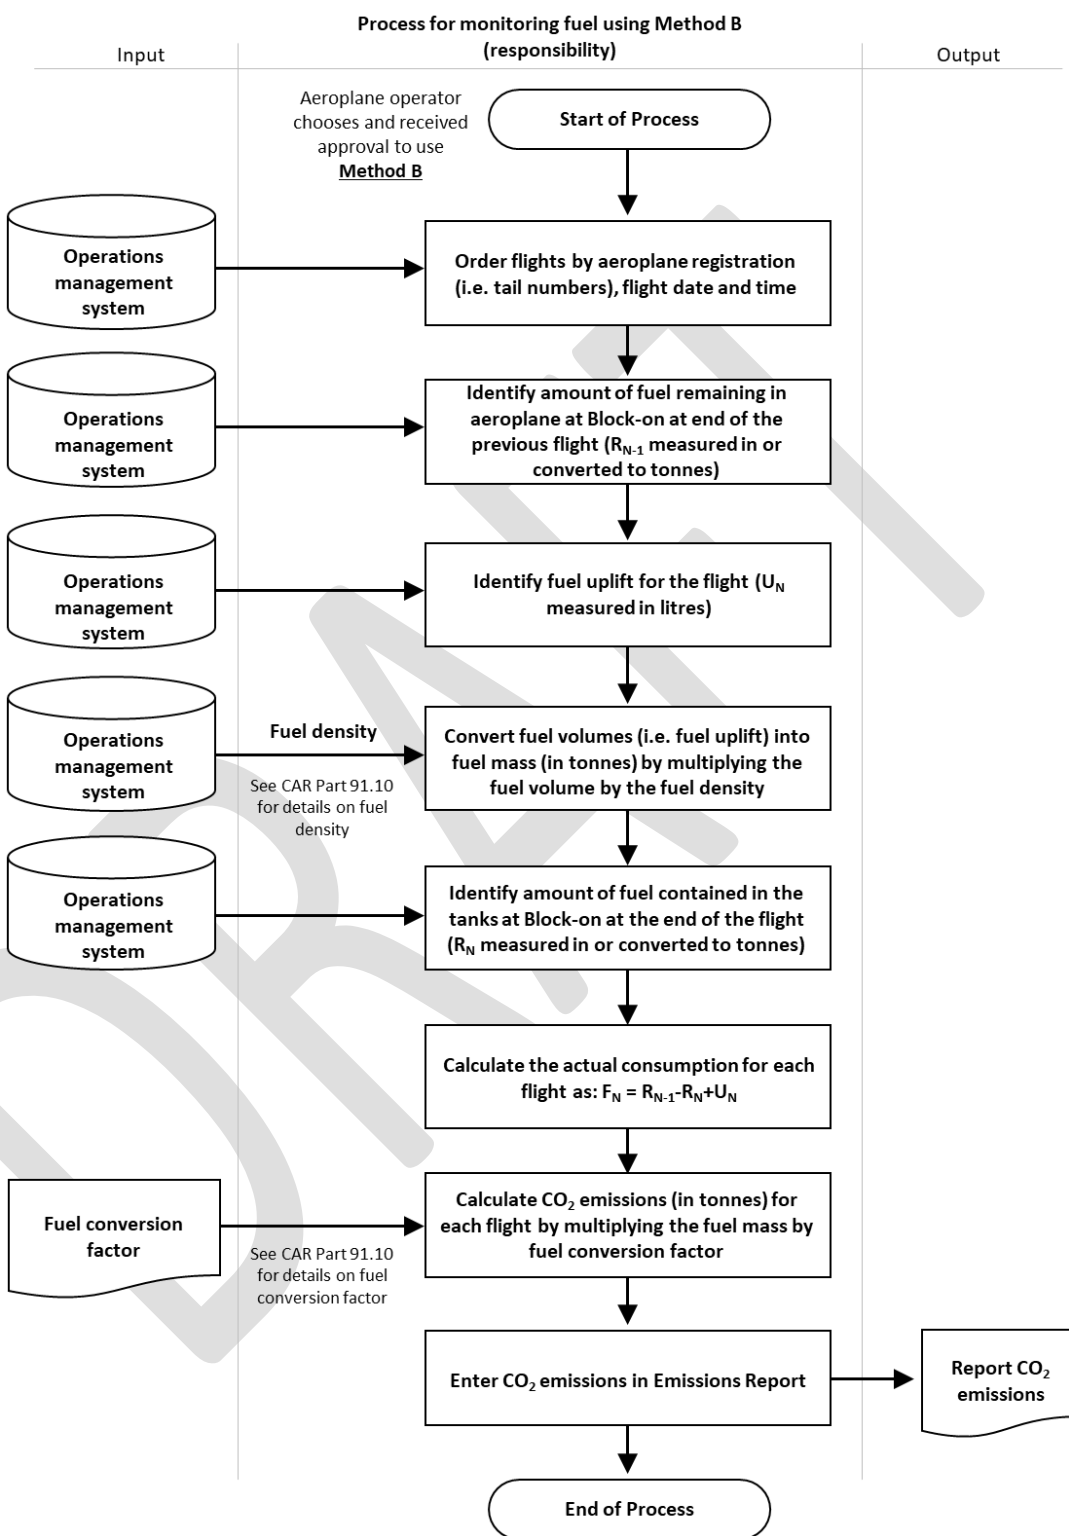 Process for monitoring fuel using Method B
(responsibility)
Input
Output
Aeroplane operator
chooses and received
approval to use
Method B
Start of Process
Operations
management
system
Order flights by aeroplane registration
(i.e. tail numbers), flight date and time
Operations
management
system
Identify amount of fuel remaining in
aeroplane at Block-on at end of the
previous flight (RN-1 measured in or
converted to tonnes)
Operations
management
system
Identify fuel uplift for the flight (UN
measured in litres)
Operations
management
system
Fuel density
See CAR Part 91.10
for details on fuel
density
Convert fuel volumes (i.e. fuel uplift) into
fuel mass (in tonnes) by multiplying the
fuel volume by the fuel density
Operations
management
system
Identify amount of fuel contained in the
tanks at Block-on at the end of the flight
(RN measured in or converted to tonnes)
Calculate the actual consumption for each
flight as: FN = RN-1-RN+UN
Fuel conversion
factor
See CAR Part 91.10
for details on fuel
conversion factor
Calculate CO2 emissions (in tonnes) for
each flight by multiplying the fuel mass by
fuel conversion factor
Enter CO2 emissions in Emissions Report
Report CO2
emissions
End of Process
DRAFT